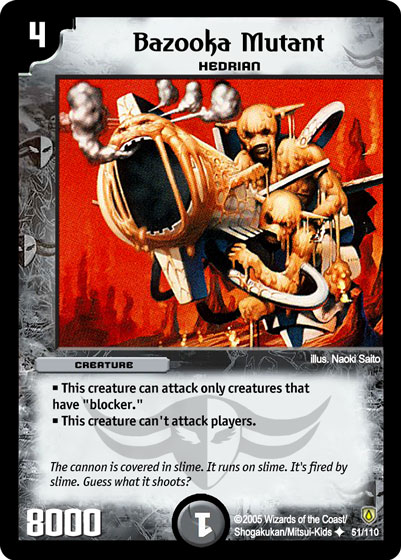 4
Bazooka Mutant
HEDRIAN
illus. Naoki Saito
CREATURE
▪ This creature can attack only creatures that
have "blocker."
▪ This creature can't attack players.
The cannon is covered in slime. It runs on slime. It's fired by
slime. Guess what it shoots?
8000
1
©2005 Wizards of the Coast/
Shogakukan/Mitsui-Kids ✦ 51/110